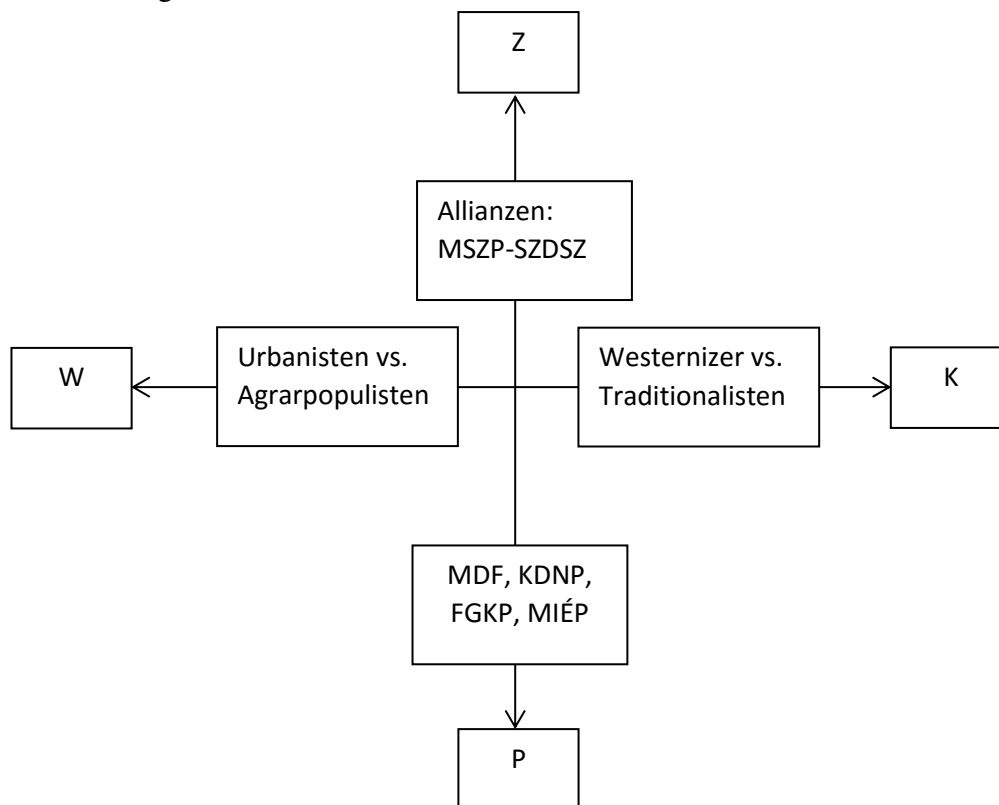 Z
Allianzen:
MSZP-SZDSZ
W
Urbanisten vs.
Agrarpopulisten
Westernizer vs.
Traditionalisten
K
MDF, KDNP,
FGKP, MIÉP
P